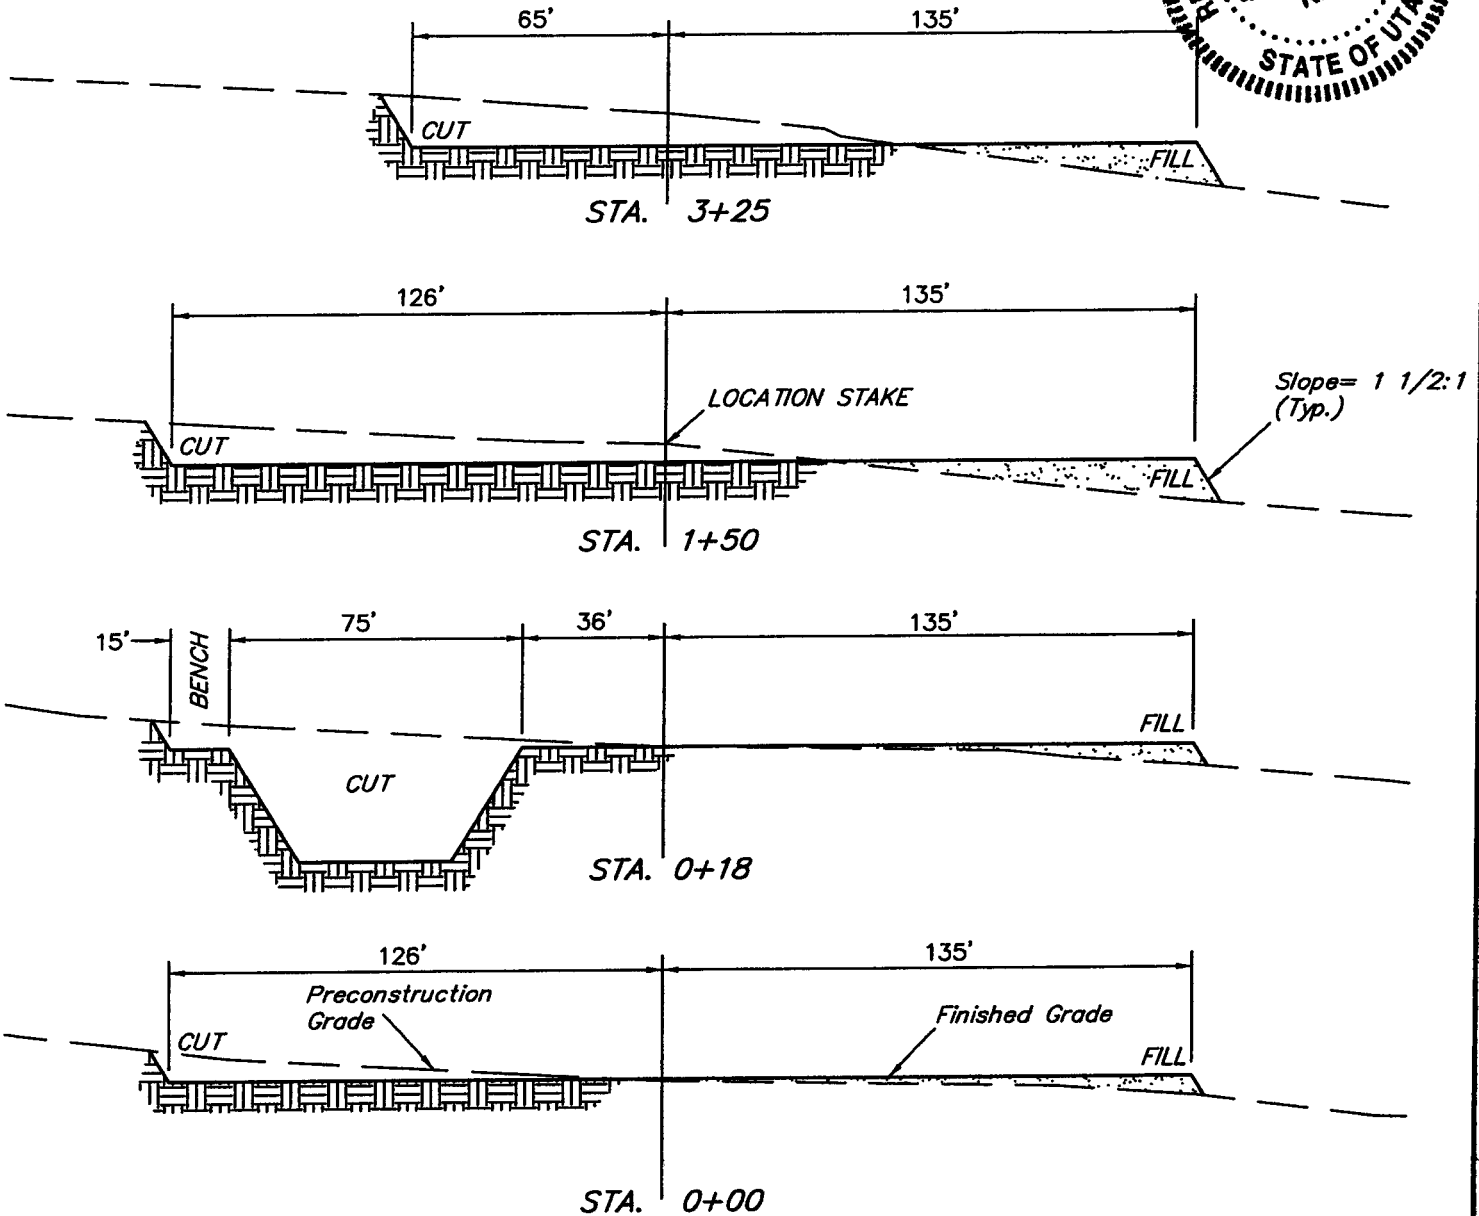 65' 135'
STATE OF UTA
CUT
FILL
STA. 3+25
126' 135'
Slope= 1 1/2:1
(Typ.)
LOCATION STAKE
CUT
FILL
STA. 1+50
15' BENCH 75' 36' 135'
FILL
CUT
STA. 0+18
126' 135'
Preconstruction
Grade
Finished Grade
CUT
FILL
STA. 0+00